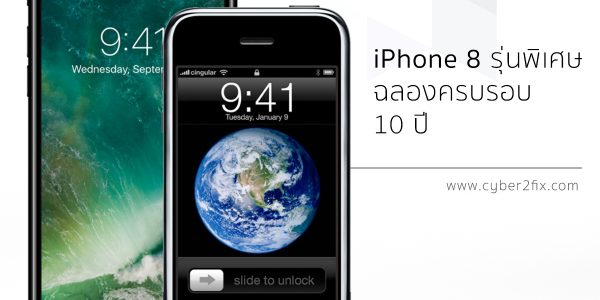 9:41
Wednesday, Septem
cingular
9:41
Tuesday, January 9
slide to unlock
iPhone 8 รุ่นพิเศษ
ฉลองครบรอบ
10 ปี
www.cyber2fix.com